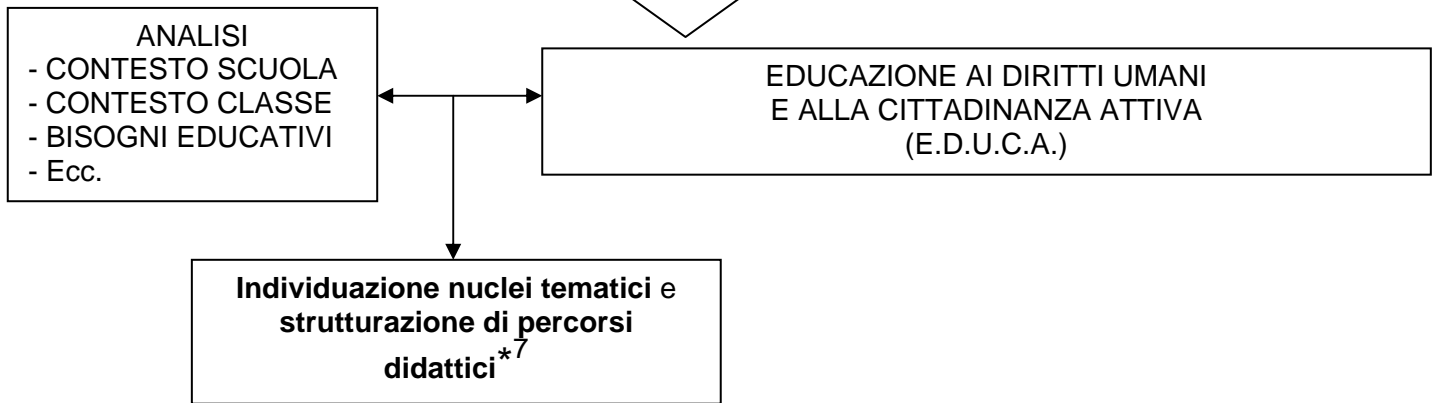 ANALISI
- CONTESTO SCUOLA
- CONTESTO CLASSE
- BISOGNI EDUCATIVI
- Ecc.
EDUCAZIONE AI DIRITTI UMANI
E ALLA CITTADINANZA ATTIVA
(E.D.U.C.A.)
Individuazione nuclei tematici e
strutturazione di percorsi
didattici*7